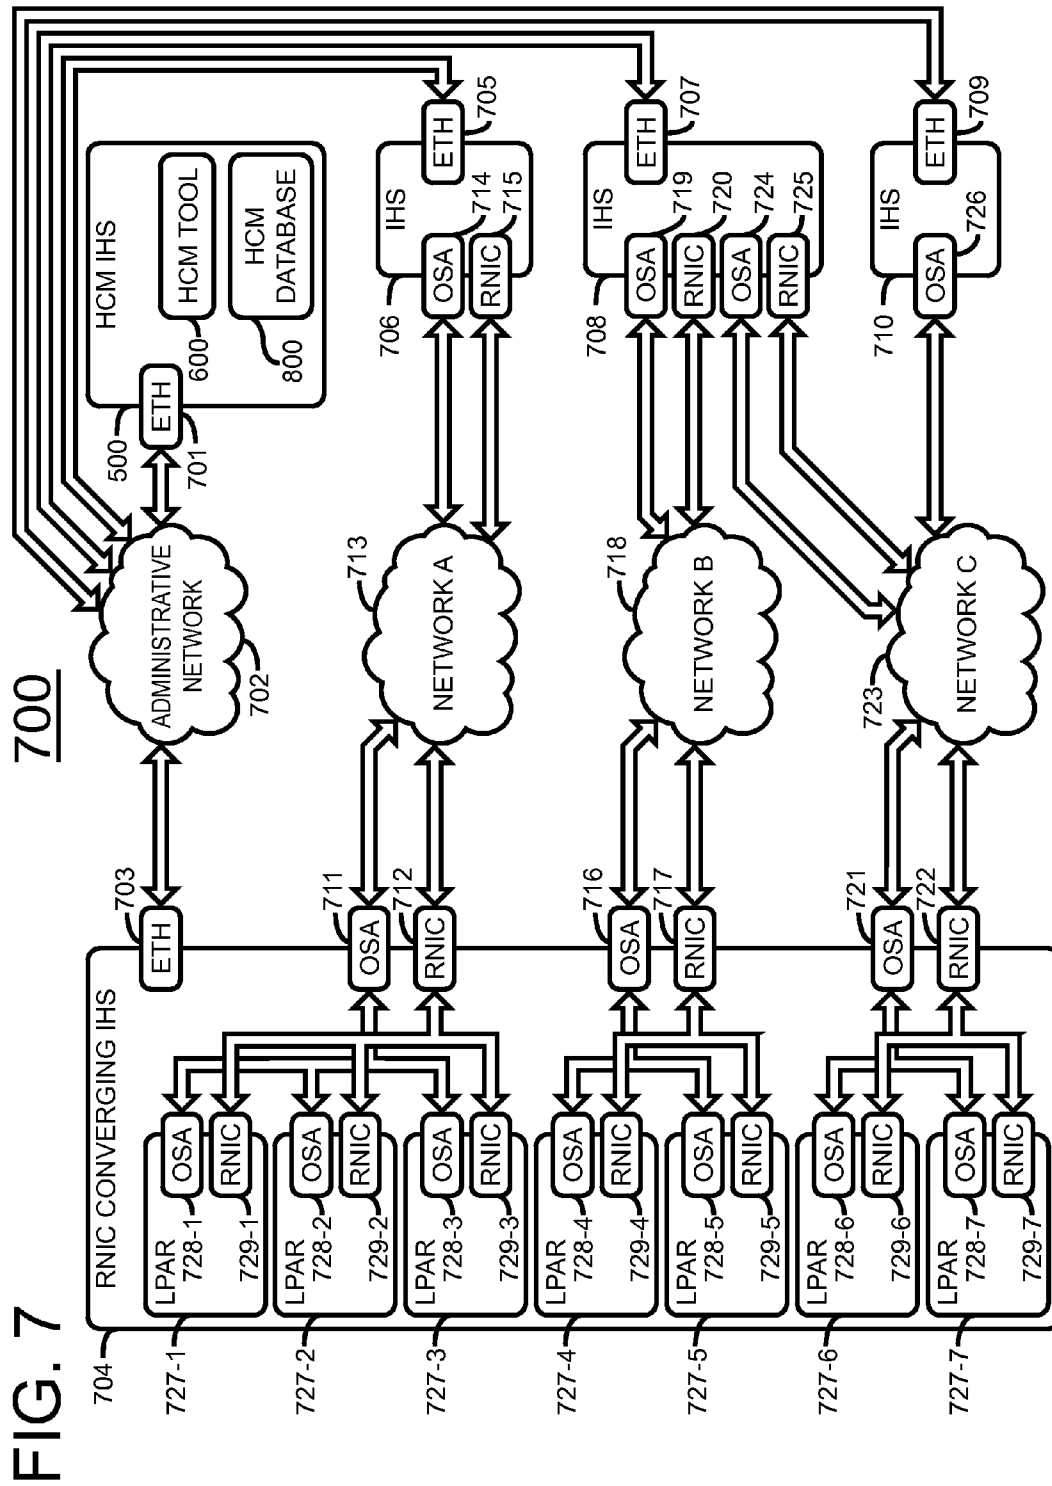 FIG. 7
700
704
RNIC CONVERGING IHS
727-1
LPAR
728-1
OSA
729-1
RNIC
727-2
LPAR
728-2
OSA
729-2
RNIC
727-3
LPAR
728-3
OSA
729-3
RNIC
727-4
LPAR
728-4
OSA
729-4
RNIC
727-5
LPAR
728-5
OSA
729-5
RNIC
727-6
LPAR
728-6
OSA
729-6
RNIC
727-7
LPAR
728-7
OSA
729-7
RNIC
703
ETH
711
OSA
712
RNIC
716
OSA
717
RNIC
721
OSA
722
RNIC
ADMINISTRATIVE
NETWORK
702
713
NETWORK A
718
NETWORK B
723
NETWORK C
500
HCM IHS
ETH
701
HCM TOOL
600
HCM
DATABASE
800
706
IHS
OSA
714
RNIC
715
ETH
705
708
IHS
OSA
719
RNIC
720
OSA
724
RNIC
725
ETH
707
710
IHS
OSA
726
ETH
709